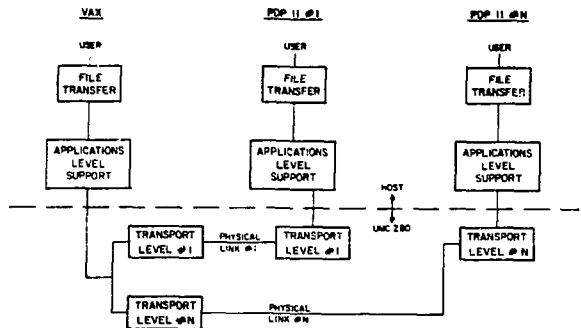 VAX
PDP 11 #1
PDP 11 #N
USER
USER
USER
FILE
TRANSFER
FILE
TRANSFER
FILE
TRANSFER
APPLICATIONS
LEVEL
SUPPORT
APPLICATIONS
LEVEL
SUPPORT
APPLICATIONS
LEVEL
SUPPORT
HOST
UMC Z80
TRANSPORT
LEVEL #1
PHYSICAL
LINK #1
TRANSPORT
LEVEL #1
TRANSPORT
LEVEL #N
TRANSPORT
LEVEL #N
PHYSICAL
LINK #N